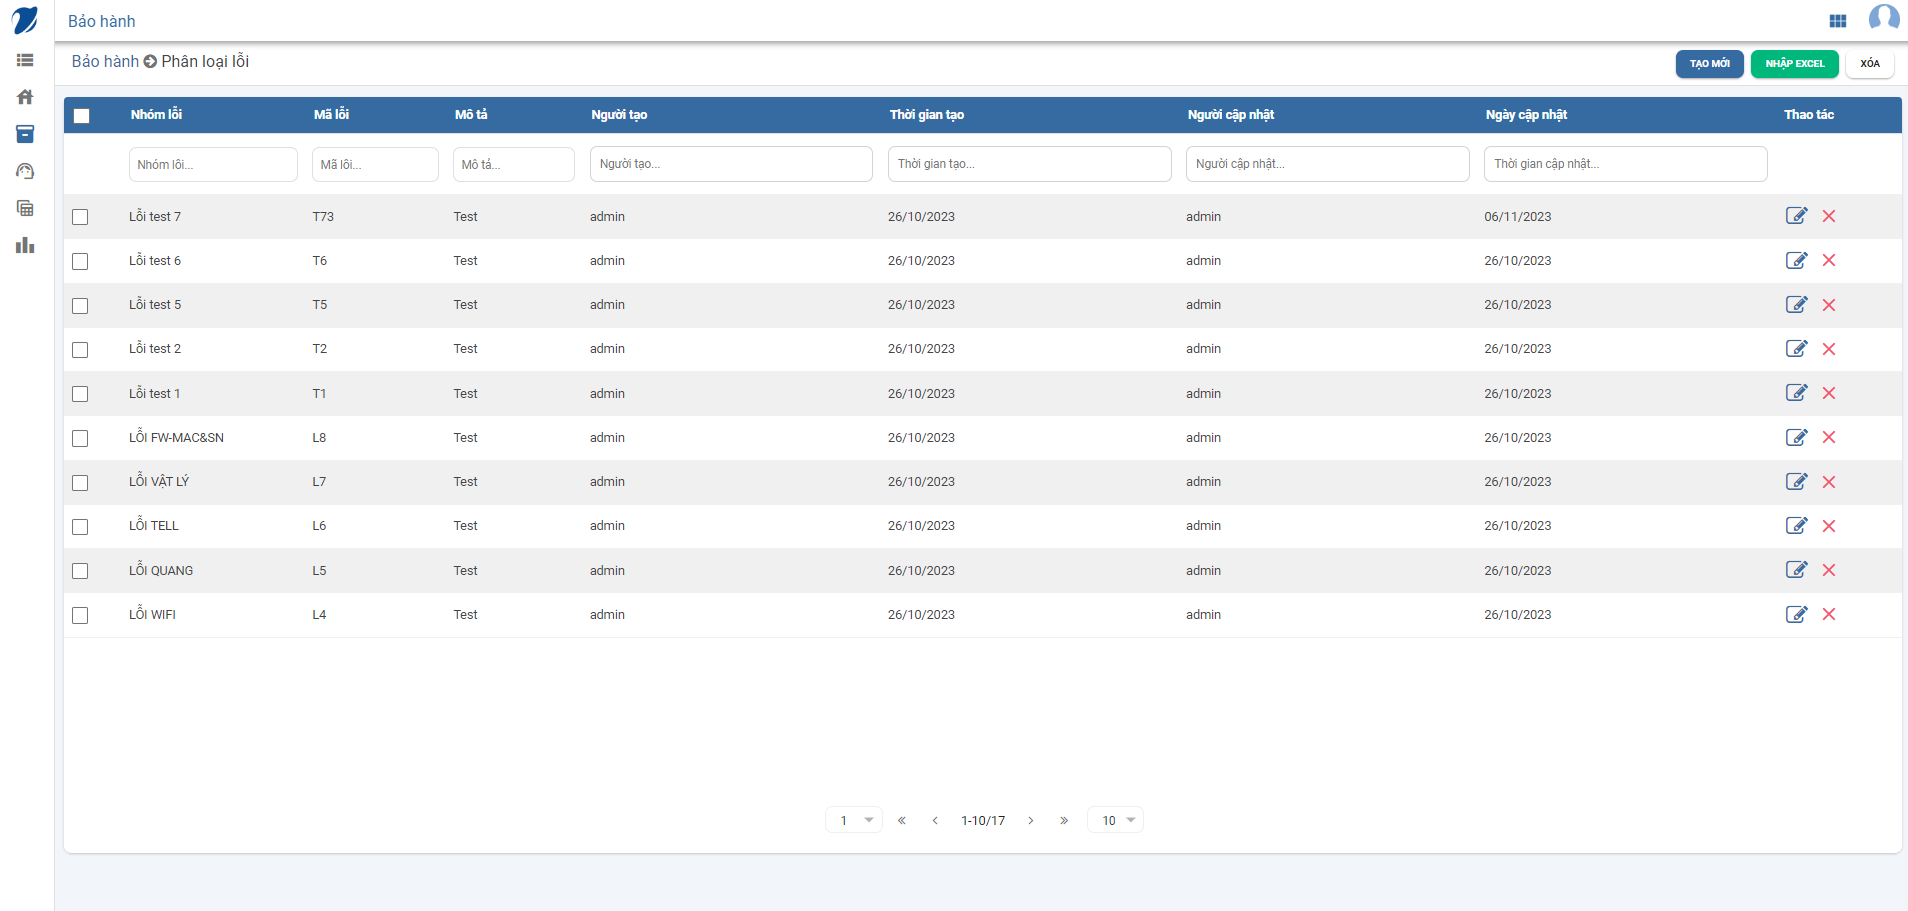 Bảo hành
Bảo hành Phân loại lỗi
TẠO MỚI NHẬP EXCEL XÓA
Nhóm lỗi Mã lỗi Mô tả Người tạo Thời gian tạo Người cập nhật Ngày cập nhật Thao tác
Nhóm lỗi... Mã lỗi... Mô tả... Người tạo... Thời gian tạo... Người cập nhật... Thời gian cập nhật...
Lỗi test 7 T73 Test admin 26/10/2023 admin 06/11/2023
Lỗi test 6 T6 Test admin 26/10/2023 admin 26/10/2023
Lỗi test 5 T5 Test admin 26/10/2023 admin 26/10/2023
Lỗi test 2 T2 Test admin 26/10/2023 admin 26/10/2023
Lỗi test 1 T1 Test admin 26/10/2023 admin 26/10/2023
LỖI FW-MAC&SN L8 Test admin 26/10/2023 admin 26/10/2023
LỖI VẬT LÝ L7 Test admin 26/10/2023 admin 26/10/2023
LỖI TELL L6 Test admin 26/10/2023 admin 26/10/2023
LỖI QUANG L5 Test admin 26/10/2023 admin 26/10/2023
LỖI WIFI L4 Test admin 26/10/2023 admin 26/10/2023
1 « ‹ 1-10/17 › » 10